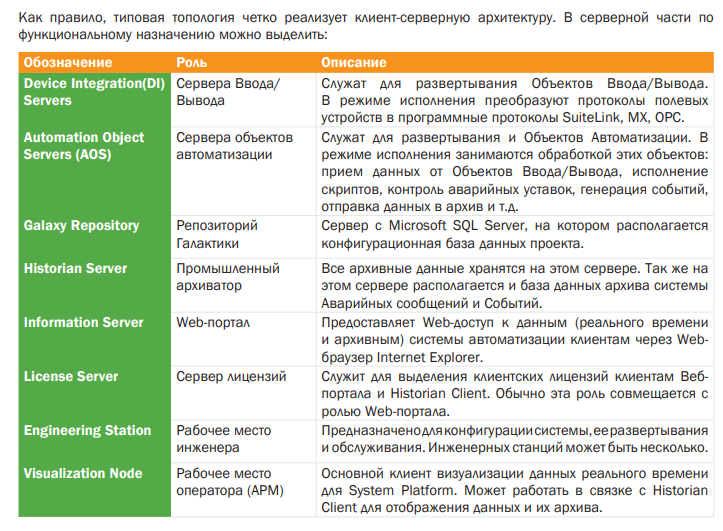 Как правило, типовая топология четко реализует клиент-серверную архитектуру. В серверной части по
функциональному назначению можно выделить:
Обозначение Роль Описание
Device Integration(DI) Сервера Ввода/ Служат для развертывания Объектов Ввода/Вывода.
Servers Вывода В режиме исполнения преобразуют протоколы полевых
устройств в программные протоколы SuiteLink, MX, OPC.
Automation Object Сервера объектов Служат для развертывания и Объектов Автоматизации. В
Servers (AOS) автоматизации режиме исполнения занимаются обработкой этих объектов:
прием данных от Объектов Ввода/Вывода, исполнение
скриптов, контроль аварийных уставок, генерация событий,
отправка данных в архив и т.д.
Galaxy Repository Репозиторий Сервер с Microsoft SQL Server, на котором располагается
Галактики конфигурационная база данных проекта.
Historian Server Промышленный Все архивные данные хранятся на этом сервере. Так же на
архиватор этом сервере располагается и база данных архива системы
Аварийных сообщений и Событий.
Information Server Web-портал Предоставляет Web-доступ к данным (реального времени
и архивным) системы автоматизации клиентам через Web-
браузер Internet Explorer.
License Server Сервер лицензий Служит для выделения клиентских лицензий клиентам Веб-
портала и Historian Client. Обычно эта роль совмещается с
ролью Web-портала.
Engineering Station Рабочее место Предназначено для конфигурации системы, ее развертывания
инженера и обслуживания. Инженерных станций может быть несколько.
Visualization Node Рабочее место Основной клиент визуализации данных реального времени
оператора (АРМ) для System Platform. Может работать в связке с Historian
Client для отображения данных и их архива.